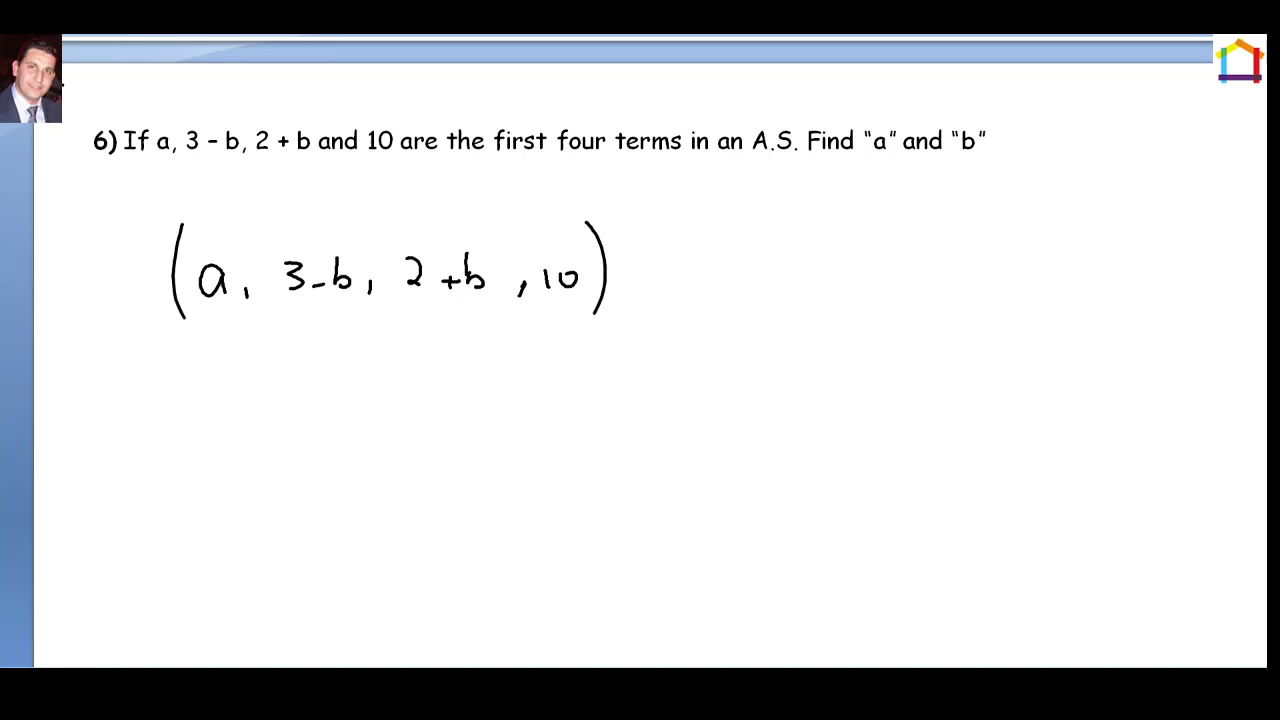 6) If a, 3 – b, 2 + b and 10 are the first four terms in an A.S. Find “a” and “b”
(a, 3-b, 2+b, 10)